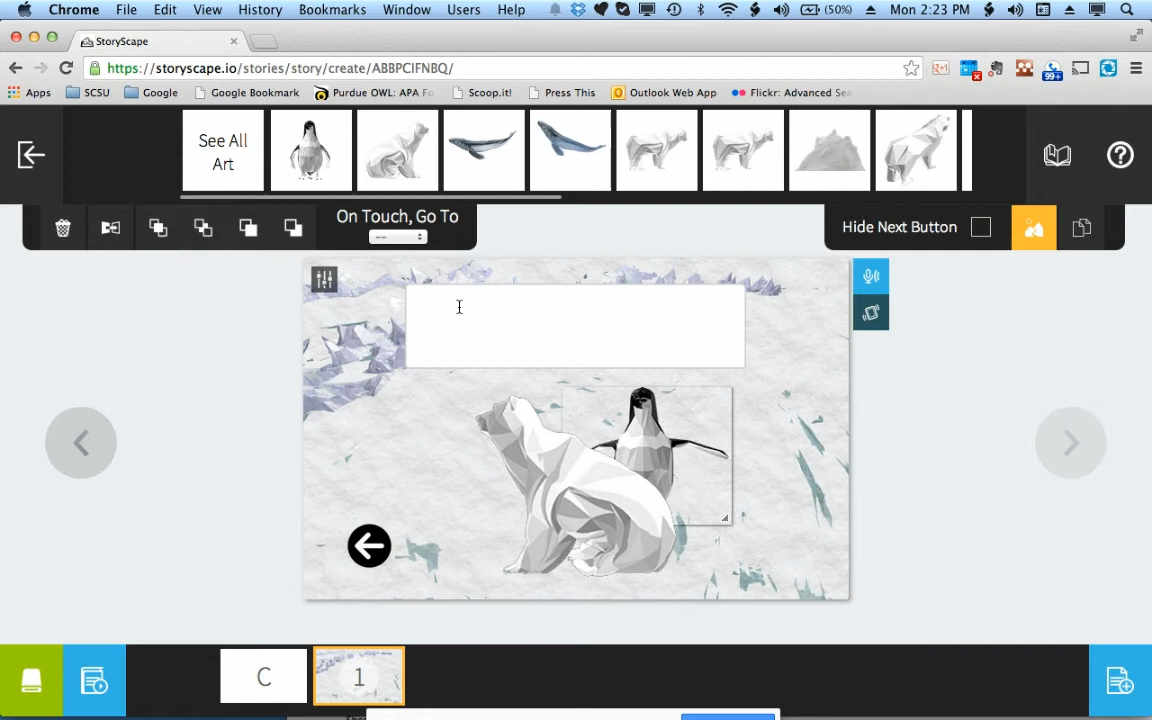 Chrome File Edit View History Bookmarks Window Users Help (50%) Mon 2:23 PM
StoryScape
https://storyscape.io/stories/story/create/ABBPCIFNBQ/ 99+
Apps SCSU Google Google Bookmark Purdue OWL: APA Fo Scoop.it! Press This Outlook Web App Flickr: Advanced Sea
See All
Art
On Touch, Go To
--
Hide Next Button
C 1